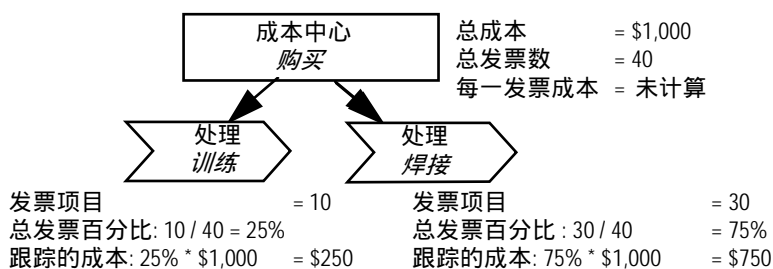 成本中心
购买
总成本 = $1,000
总发票数 = 40
每一发票成本 = 未计算
处理
训练
处理
焊接
发票项目 = 10
总发票百分比: 10 / 40 = 25%
跟踪的成本: 25% * $1,000 = $250
发票项目 = 30
总发票百分比 : 30 / 40 = 75%
跟踪的成本: 75% * $1,000 = $750